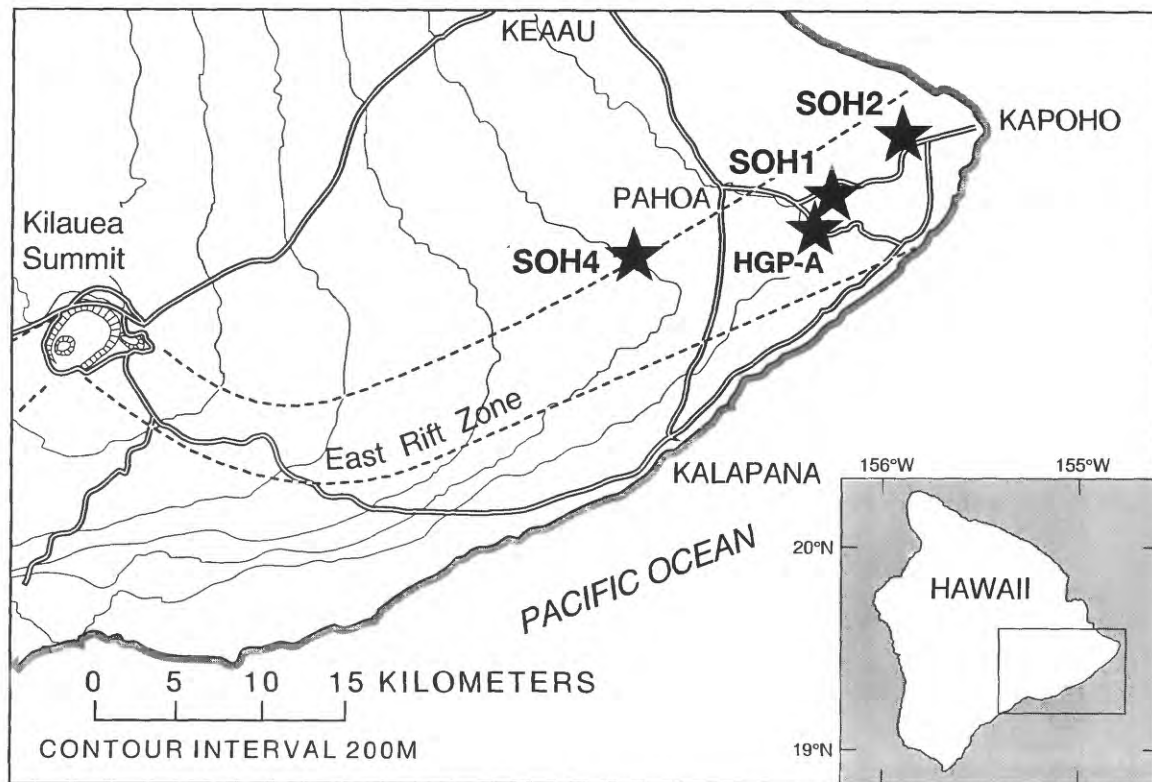 KEAAU
SOH2
KAPOHO
SOH1
PAHOA
Kilauea
Summit
SOH4
HGP-A
East Rift Zone
KALAPANA
PACIFIC OCEAN
156°W 155°W
20°N
HAWAII
19°N
0 5 10 15 KILOMETERS
CONTOUR INTERVAL 200M